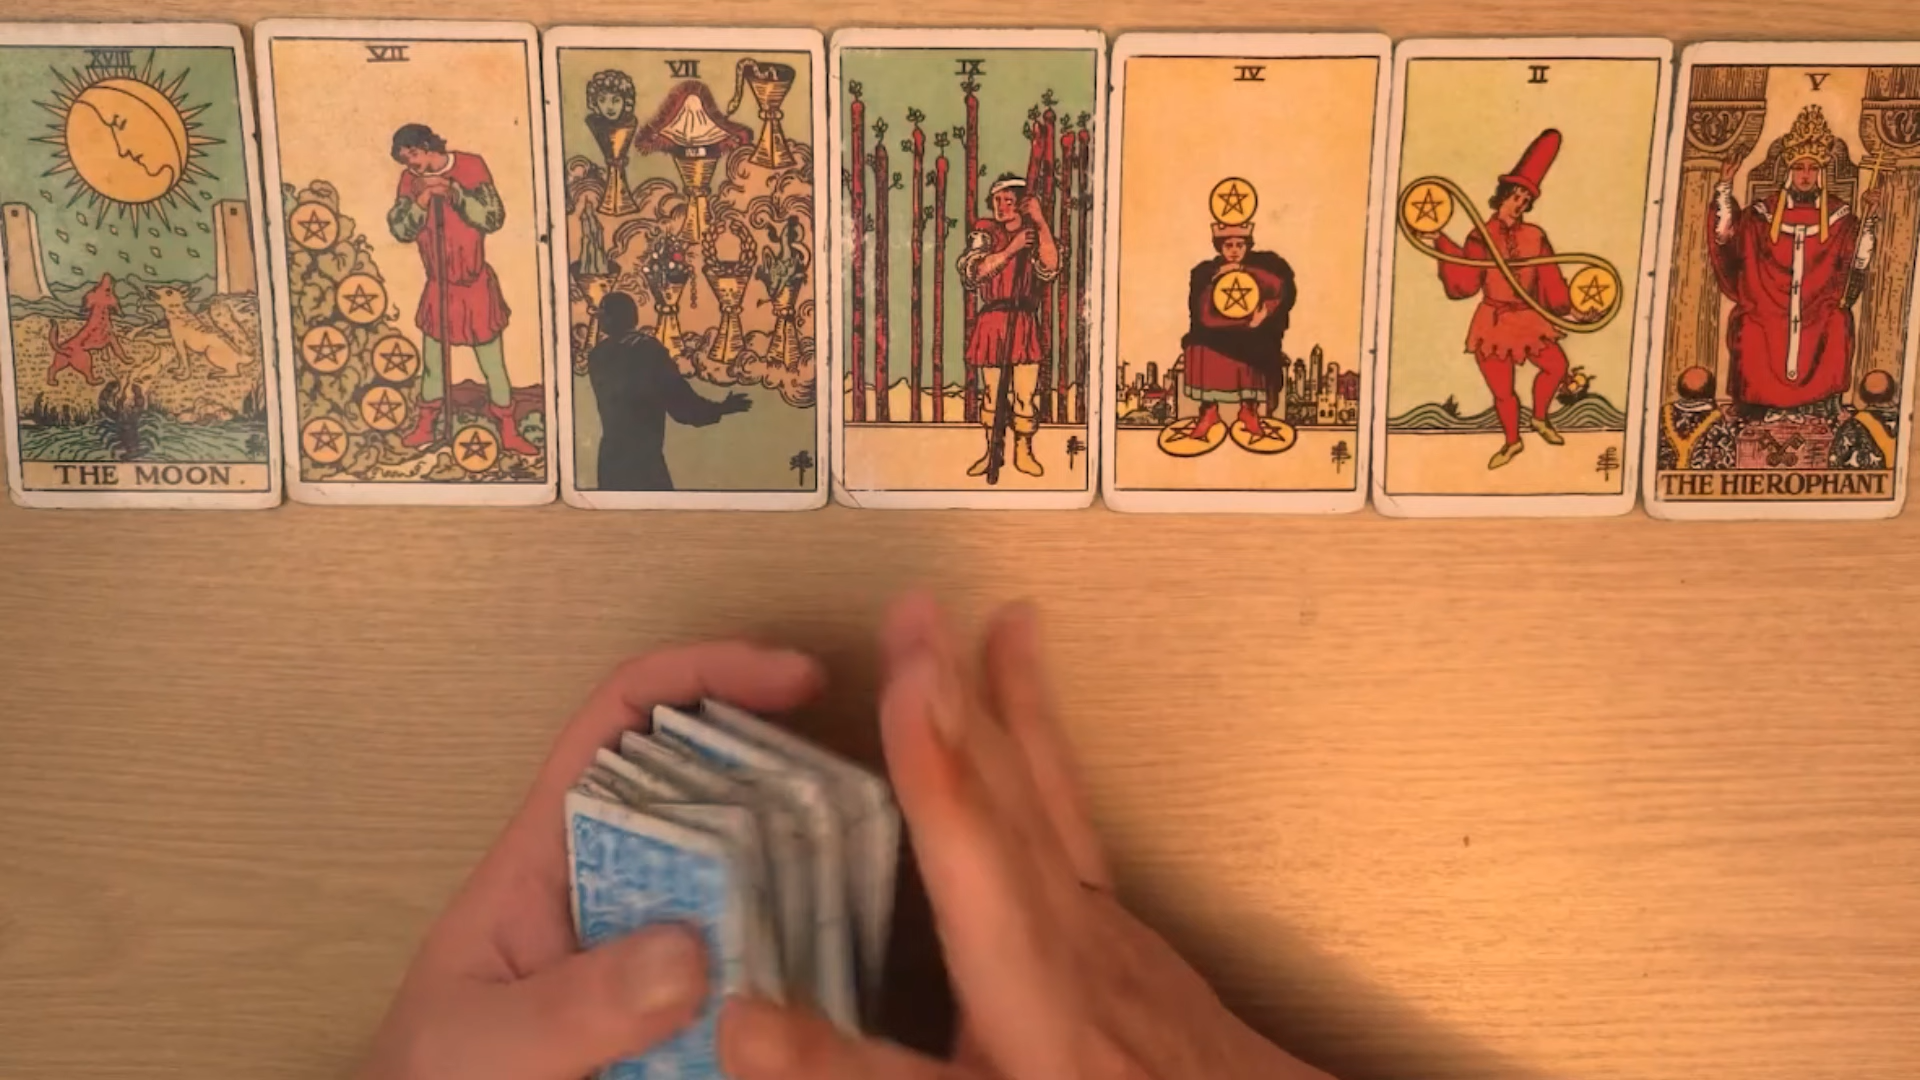 XVIII
THE MOON.
VII
VII
IX
IV
II
V
THE HIEROPHANT